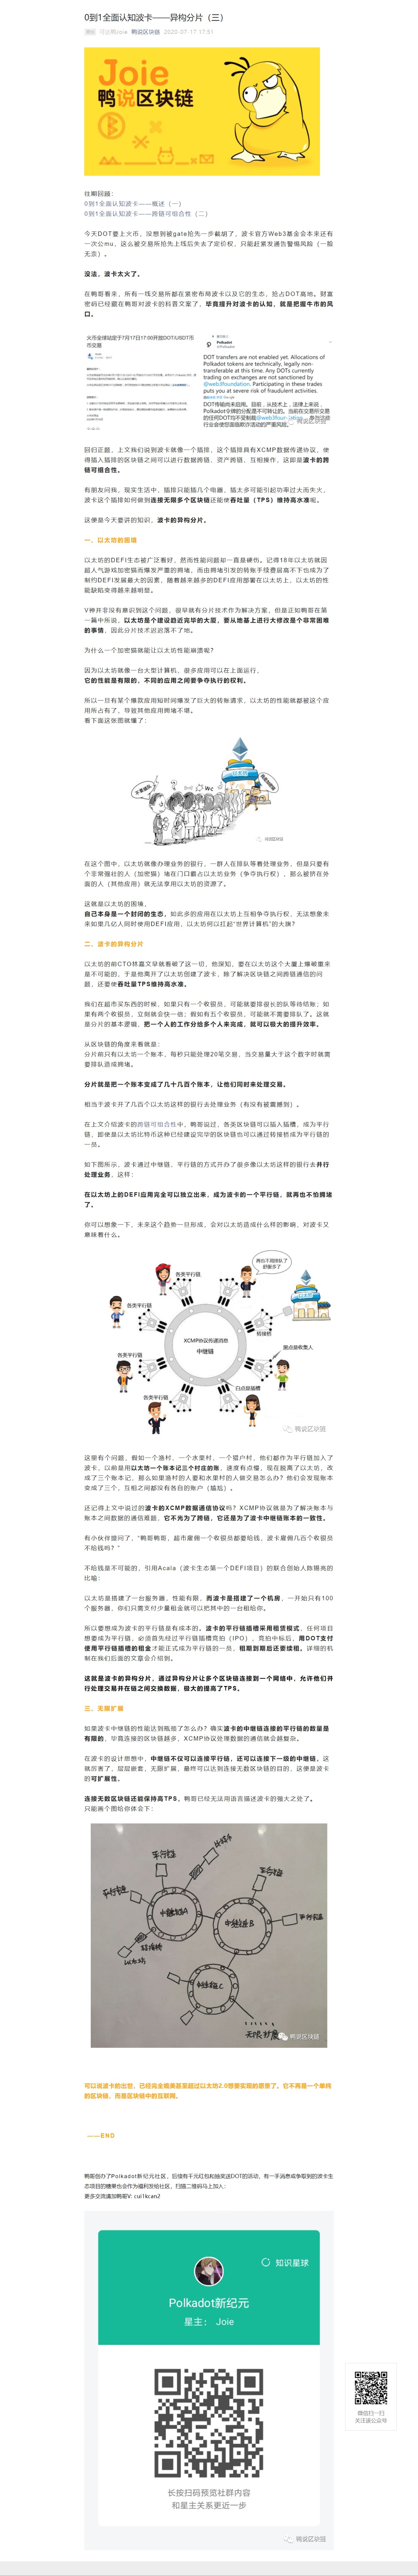 0到1全面认知波卡——异构分片（三）
鸭说区块链 2020-07-17 17:51
Joie
鸭说区块链
往期回顾：
0到1全面认知波卡——概述（一）
0到1全面认知波卡——跨链可组合性（二）
今天DOT要上火币，没想到被gate抢先一步截胡了，波卡官方Web3基金会本来还有
一次公mu，这么被交易所抢先上线后失去了定价权，只能赶紧发通告警惕风险（一股
无奈）。
没法，波卡太火了。
在鸭哥看来，所有一线交易所都在紧密布局波卡以及它的生态，抢占DOT高地。财富
密码已经藏在鸭哥对波卡的科普文案了，毕竟提升对波卡的认知，就是把握牛市的风
口。
火币全球站定于7月17日17:00开放DOT/USDT币
币交易
Polkadot
@Polkadot
DOT transfers are not enabled yet. Allocations of
Polkadot tokens are technically, legally, and
practically non-transferable at this
time. Any DOTs currently
trading on exchanges are not sanctioned by
@web3foundation. Participating in these trades
puts you at severe risk of fraudulent activity.
DOT传输尚未启用。目前，从技术上，法律上来说，
Polkadot令牌的分配是不可转让的。当前在交易所交易
会会使您面临欺诈活动的严重风险。
鸭说区块链
回归正题，上文我们说到波卡就像一个插排，这个插排具有XCMP数据传递协议，使
得插入插排的区块链之间可以进行数据跨链、资产跨链、互相操作，这即是波卡的跨
链可组合性。
有朋友问我，现实生活中，插排只能插几个电器，插太多可能引起功率过大而失火，
波卡这个插排如何做到连接无限多个区块链还能使吞吐量（TPS）维持高水准呢。
这便是今天要讲的知识，波卡的异构分片。
一、以太坊的困境
以太坊的DEFI生态被广泛看好，然而性能问题却一直是硬伤。记得18年以太坊就因
超人气游戏加密猫而爆发严重的拥堵，而由拥堵引发的转账手续费居高不下也成为了
制约DEFI发展最大的因素，随着越来越多的DEFI应用部署在以太坊上，以太坊的性
能缺陷变得越来越明显。
V神并非没有意识到这个问题，很早就有分片技术作为解决方案，但是正如鸭哥在第
一篇中所说，以太坊是个建设趋近完毕的大厦，要从地基上进行大修改是个非常困难
的事情，因此分片技术迟迟落不了地。
为什么一个加密猫就能让以太坊性能崩溃呢？
因为以太坊就像一台大型计算机，很多应用可以在上面运行，
它的性能是有限的，不同的应用之间要争夺执行的权利。
所以一旦有某个爆款应用短时间爆发了巨大的转账请求，以太坊的性能就都被这个应
用所占有了，导致其他应用拥堵不堪。
看下面这张图就懂了：
在这个图中，以太坊就像办理业务的银行，一群人在排队等着处理业务，但是只要有
个非常强壮的人（加密猫）堵在门口霸占以太坊业务（争夺执行权），那么被挤在外
面的人（其他应用）就无法享用以太坊的资源了。
这就是以太坊的困境，
自己本身是一个封闭的生态，如此多的应用在以太坊上互相争夺执行权，无法想象未
来如果几亿人同时使用DEFI应用，以太坊何以扛起“世界计算机”的大旗？
二、波卡的异构分片
以太坊的前CTO林嘉文早就看破了这一切，他深知，要在以太坊这个大厦上缝破重来
是不可能的，于是他离开了以太坊创建了波卡，除了解决区块链之间跨链通信的问
题，还要使吞吐量TPS维持高水准。
我们在超市买东西的时候，如果只有一个收银员，可能就要排很长的队等待结账；如
果有两个收银员，立刻就会快一倍；假如有五个收银员，可能就不需要排队了。这就
是分片的基本逻辑，把一个人的工作分给多个人来完成，就可以极大的提升效率。
从区块链的角度来看就是：
分片前只有以太坊一个账本，每秒只能处理20笔交易，当交易量大于这个数字时就需
要排队造成拥堵。
分片就是把一个账本变成了几十几百个账本，让他们同时来处理交易。
相当于波卡开了几百个以太坊这样的银行去处理业务（有没有被震撼到）。
在上文介绍波卡的跨链可组合性中，鸭哥说过，各类区块链可以插入插槽，成为平行
链，即使是以太坊比特币这种已经建设完毕的区块链也可以通过转接桥成为平行链的
一员。
如下图所示，波卡通过中继链，平行链的方式开办了很多像以太坊这样的银行去并行
处理业务，这样：
在以太坊上的DEFI应用完全可以独立出来，成为波卡的一个平行链，就再也不怕拥堵
了。
你可以想象一下，未来这个趋势一旦形成，会对以太坊造成什么样的影响，对波卡又
意味着什么。
各类平行链
再也不用排队了
舒服多了
各类平行链
XCMP协议传递消息
中继链
转接桥
各类平行链
圆点是收集人
白点是插槽
各类平行链
鸭说区块链
这里有个问题，假如一个渔村，一个水果村，一个猎户村，他们都作为平行链加入了
波卡，以前是用以太坊一个账本记三个村庄的账，速度有点慢，现在脱离了以太坊，改
成了三个账本记，那么如果渔村的人要和水果村的人做交易怎么办？他们会发现账本
变成了三个，互相之间都没有各自的账户（尴尬）。
还记得上文中说过的波卡的XCMP数据通信协议吗？XCMP协议就是为了解决账本与
账本之间数据的通信难题，它不光为了跨链，它还是为了波卡中继链账本的一致性。
有小伙伴提问了，“鸭哥鸭哥，超市雇佣一个收银员都要给钱，波卡雇佣几百个收银员
不给钱吗？”
不给钱是不可能的，引用Acala（波卡生态第一个DEFI项目）的联合创始人陈锡亮的
比喻：
以太坊是搭建了一台服务器，性能有限，而波卡是搭建了一个机房，一开始只有100
个服务器，你们只需支付少量租金就可以把其中的一台租给你。
所以要想成为波卡的平行链是有成本的，波卡的平行链插槽采用租赁模式，任何项目
想要成为平行链，必须首先经过平行链插槽竞拍（IPO），竞拍中标后，用DOT支付
使用平行链插槽的租金才能正式成为平行链的一员，租期到期后还要续租。详细的机
制在我们后面的文章会介绍到。
这就是波卡的异构分片，通过异构分片让多个区块链连接到一个网络中，允许他们并
行处理交易并在链之间交换数据，极大的提高了TPS。
三、无限扩展
如果波卡中继链的性能达到瓶颈了怎么办？确实波卡的中继链连接的平行链的数量是
有限的，毕竟连接的区块链越多，XCMP协议处理数据的通信就会越复杂。
在波卡的设计思想中，中继链不仅可以连接平行链，还可以连接下一级的中继链，这
就厉害了，层层嵌套，无限扩展，最终可以达到连接无数区块链的目的，这便是波卡
的可扩展性。
连接无数区块链还能保持高TPS，鸭哥已经无法用语言描述波卡的强大之处了。
只能画个图给你体会下：
平行链
比特币
平行链
平行链
中继链A
平行链
中继链B
转接桥
以太坊
中继链C
无限扩展
鸭说区块链
可以说波卡的出世，已经完全媲美甚至超过以太坊2.0想要实现的愿景了。它不再是一个单纯
的区块链，而是区块链中的互联网。
——END
鸭哥创办了Polkadot新纪元社区，后续有千元红包和抽奖送DOT的活动，有一手消息或争取到的波卡生
态项目的糖果也会作为福利发给社区，扫描二维码马上加入：
更多交流请加鸭哥V: cui1kcan2
知识星球
Polkadot新纪元
星主： Joie
长按扫码预览社群内容
和星主关系更近一步
鸭说区块链
微信扫一扫
关注该公众号